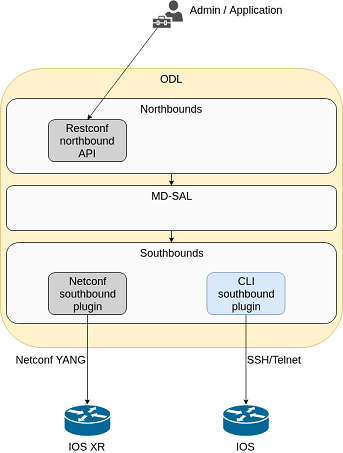 Admin / Application
ODL
Northbounds
Restconf
northbound
API
MD-SAL
Southbounds
Netconf
southbound
plugin
CLI
southbound
plugin
Netconf YANG
SSH/Telnet
IOS XR
IOS